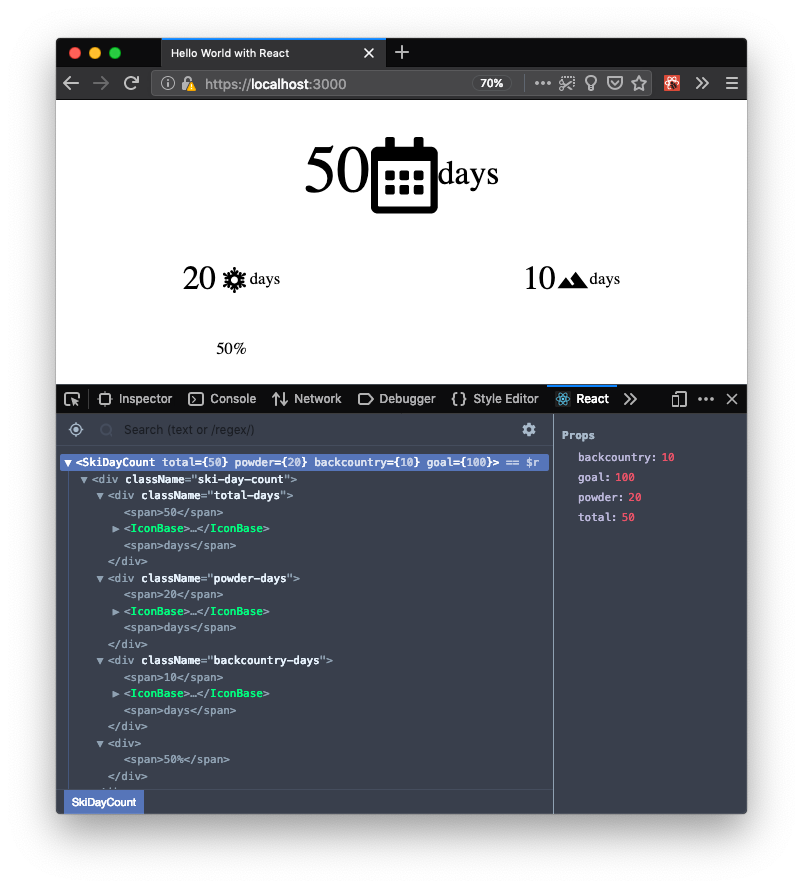 Hello World with React
https://localhost:3000
70%
50 days
20 days
10 days
50%
Inspector Console Network Debugger Style Editor React
Search (text or /regex/)
<SkiDayCount total={50} powder={20} backcountry={10} goal={100}> == $r
<div className="ski-day-count">
<div className="total-days">
<span>50</span>
<IconBase>…</IconBase>
<span>days</span>
</div>
<div className="powder-days">
<span>20</span>
<IconBase>…</IconBase>
<span>days</span>
</div>
<div className="backcountry-days">
<span>10</span>
<IconBase>…</IconBase>
<span>days</span>
</div>
<div>
<span>50%</span>
</div>
SkiDayCount
Props
backcountry: 10
goal: 100
powder: 20
total: 50